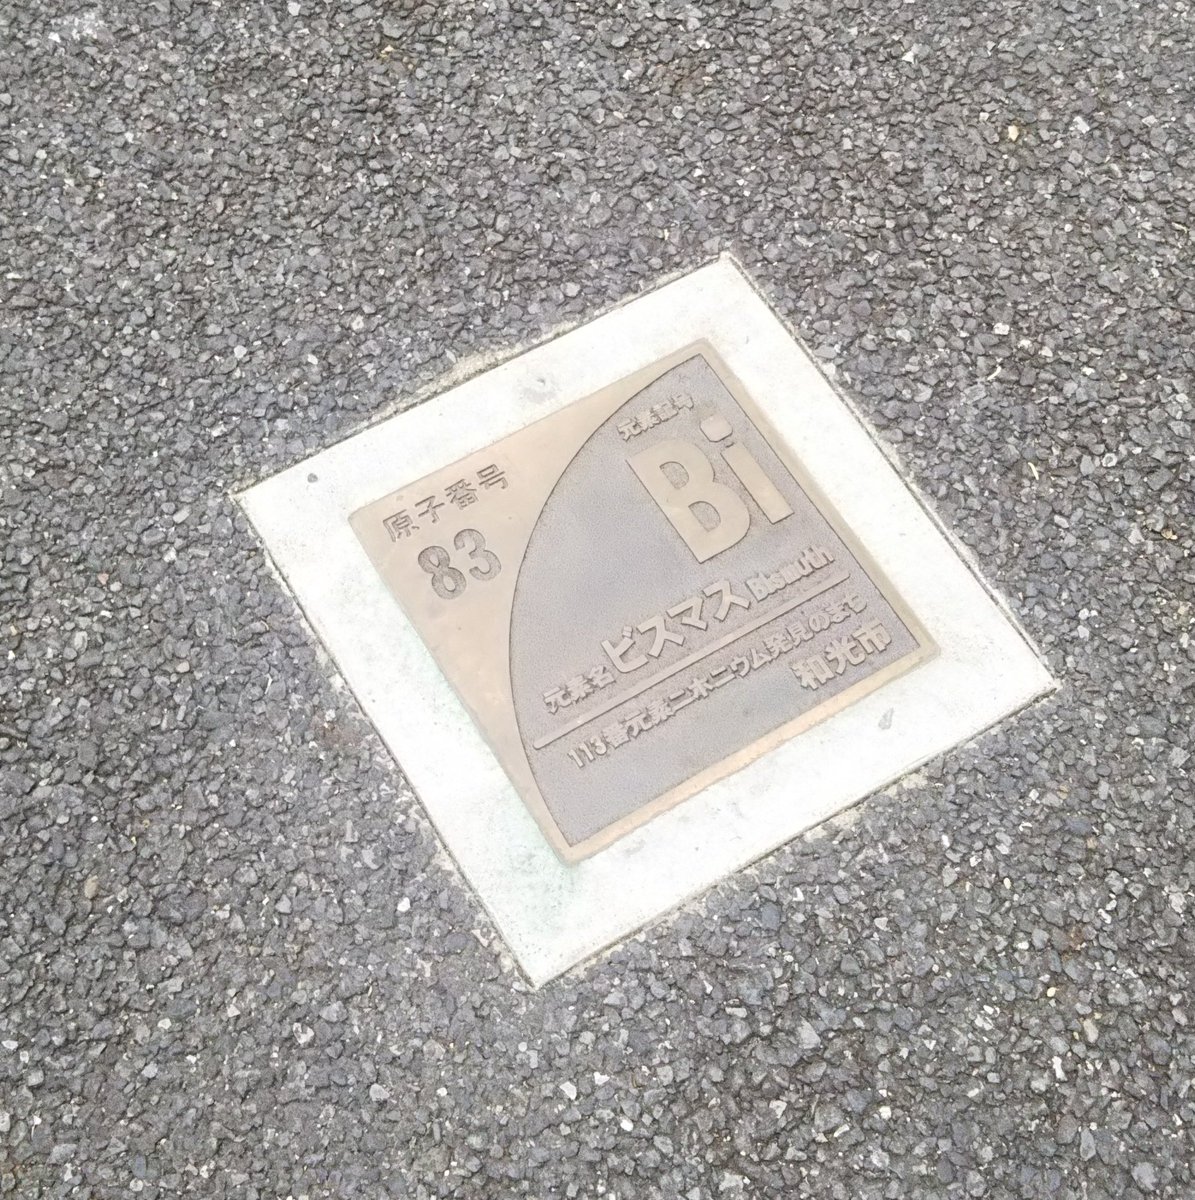 原子番号
83
元素記号
Bi
元素名 ビスマス Bismuth
113番元素ニホニウム発見のまち
和光市